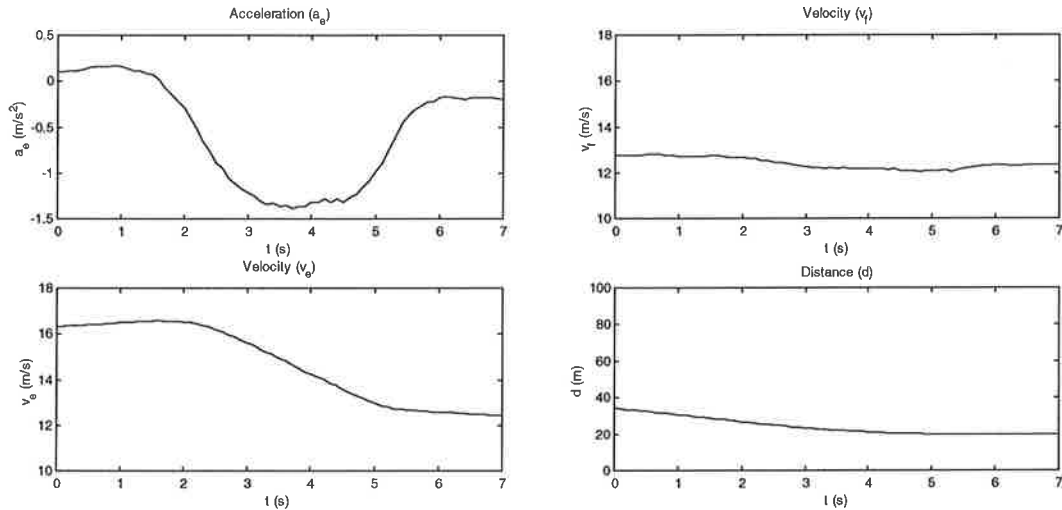 Acceleration (a_e)
0.5
0
-0.5
-1
-1.5
a_e (m/s²)
0 1 2 3 4 5 6 7
t (s)
Velocity (v_f)
18
16
14
12
10
v_f (m/s)
0 1 2 3 4 5 6 7
t (s)
Velocity (v_e)
18
16
14
12
10
v_e (m/s)
0 1 2 3 4 5 6 7
t (s)
Distance (d)
100
80
60
40
20
0
d (m)
0 1 2 3 4 5 6 7
t (s)